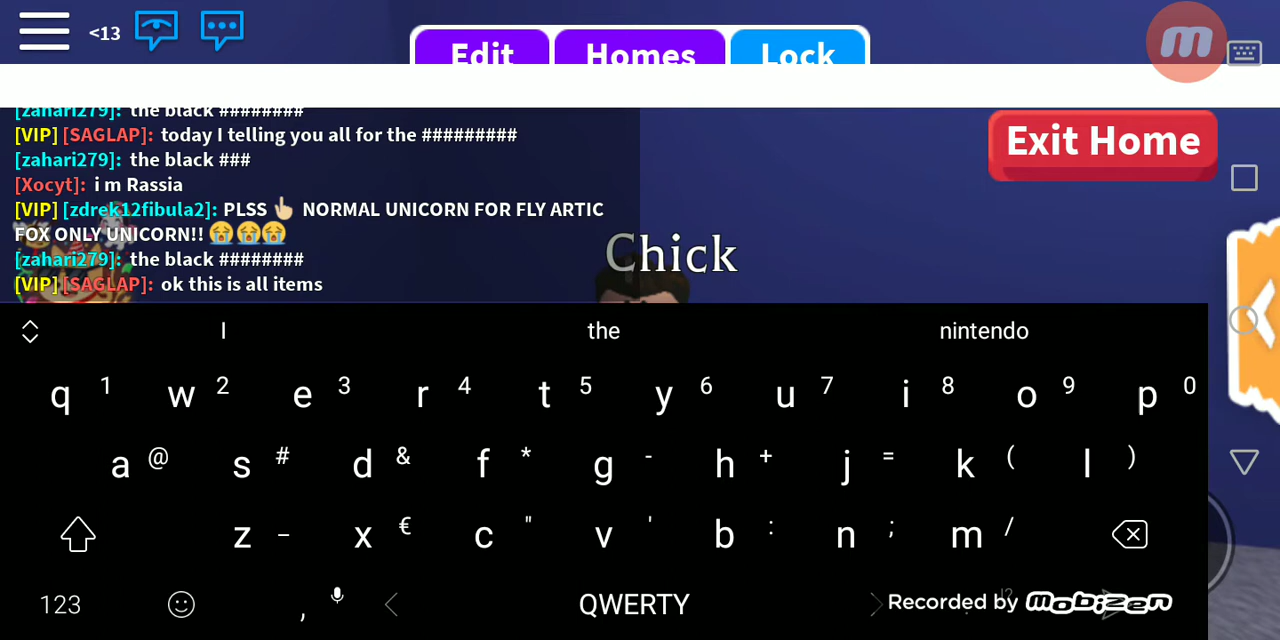 <13
Edit Homes Lock
[zahari279]: the black ########
[VIP] [SAGLAP]: today I telling you all for the #########
[zahari279]: the black ###
[Xocyt]: i m Rassia
[VIP] [zdrek12fibula2]: PLSS 👆🏼 NORMAL UNICORN FOR FLY ARTIC
FOX ONLY UNICORN!! 😭😭😭
[zahari279]: the black ########
[VIP] [SAGLAP]: ok this is all items
Exit Home
Chick
I the nintendo
q 1 w 2 e 3 r 4 t 5 y 6 u 7 i 8 o 9 p 0
a @ s # d & f * g - h + j = k ( l )
z _ x € c " v ' b : n ; m /
123 , QWERTY !?
Recorded by mobizen